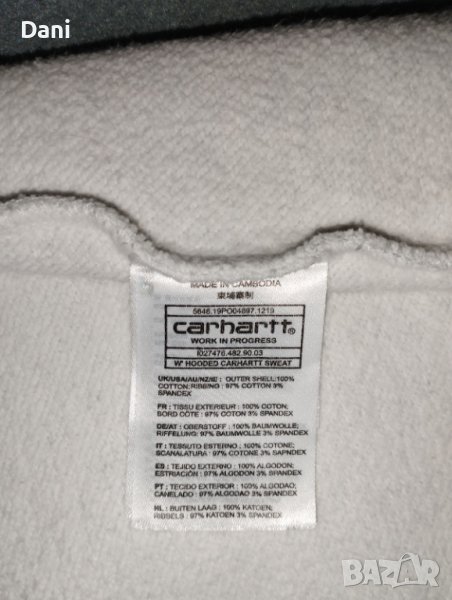 Dani
MADE IN CAMBODIA
柬埔寨制
5646.19PO04897.1219
carhartt®
WORK IN PROGRESS
I027476.482.90.03
W' HOODED CARHARTT SWEAT
UK/USA/AU/NZ/IE : OUTER SHELL:100%
COTTON;RIBBING : 97% COTTON 3%
SPANDEX
FR : TISSU EXTERIEUR : 100% COTON;
BORD CÔTE : 97% COTON 3% SPANDEX
DE/AT : OBERSTOFF : 100% BAUMWOLLE;
RIFFELUNG: 97% BAUMWOLLE 3% SPANDEX
IT : TESSUTO ESTERNO : 100% COTONE;
SCANALATURA : 97% COTONE 3% SAPNDEX
ES : TEJIDO EXTERNO : 100% ALGODON;
ESTRIACIÓN : 97% ALGODON 3% SPANDEX
PT : TECIDO EXTERIOR : 100% ALGODAO;
CANELADO : 97% ALGODAO 3% SPANDEX
NL : BUITEN LAAG : 100% KATOEN;
RIBSELS : 97% KATOEN 3% SPANDEX
BAZAR